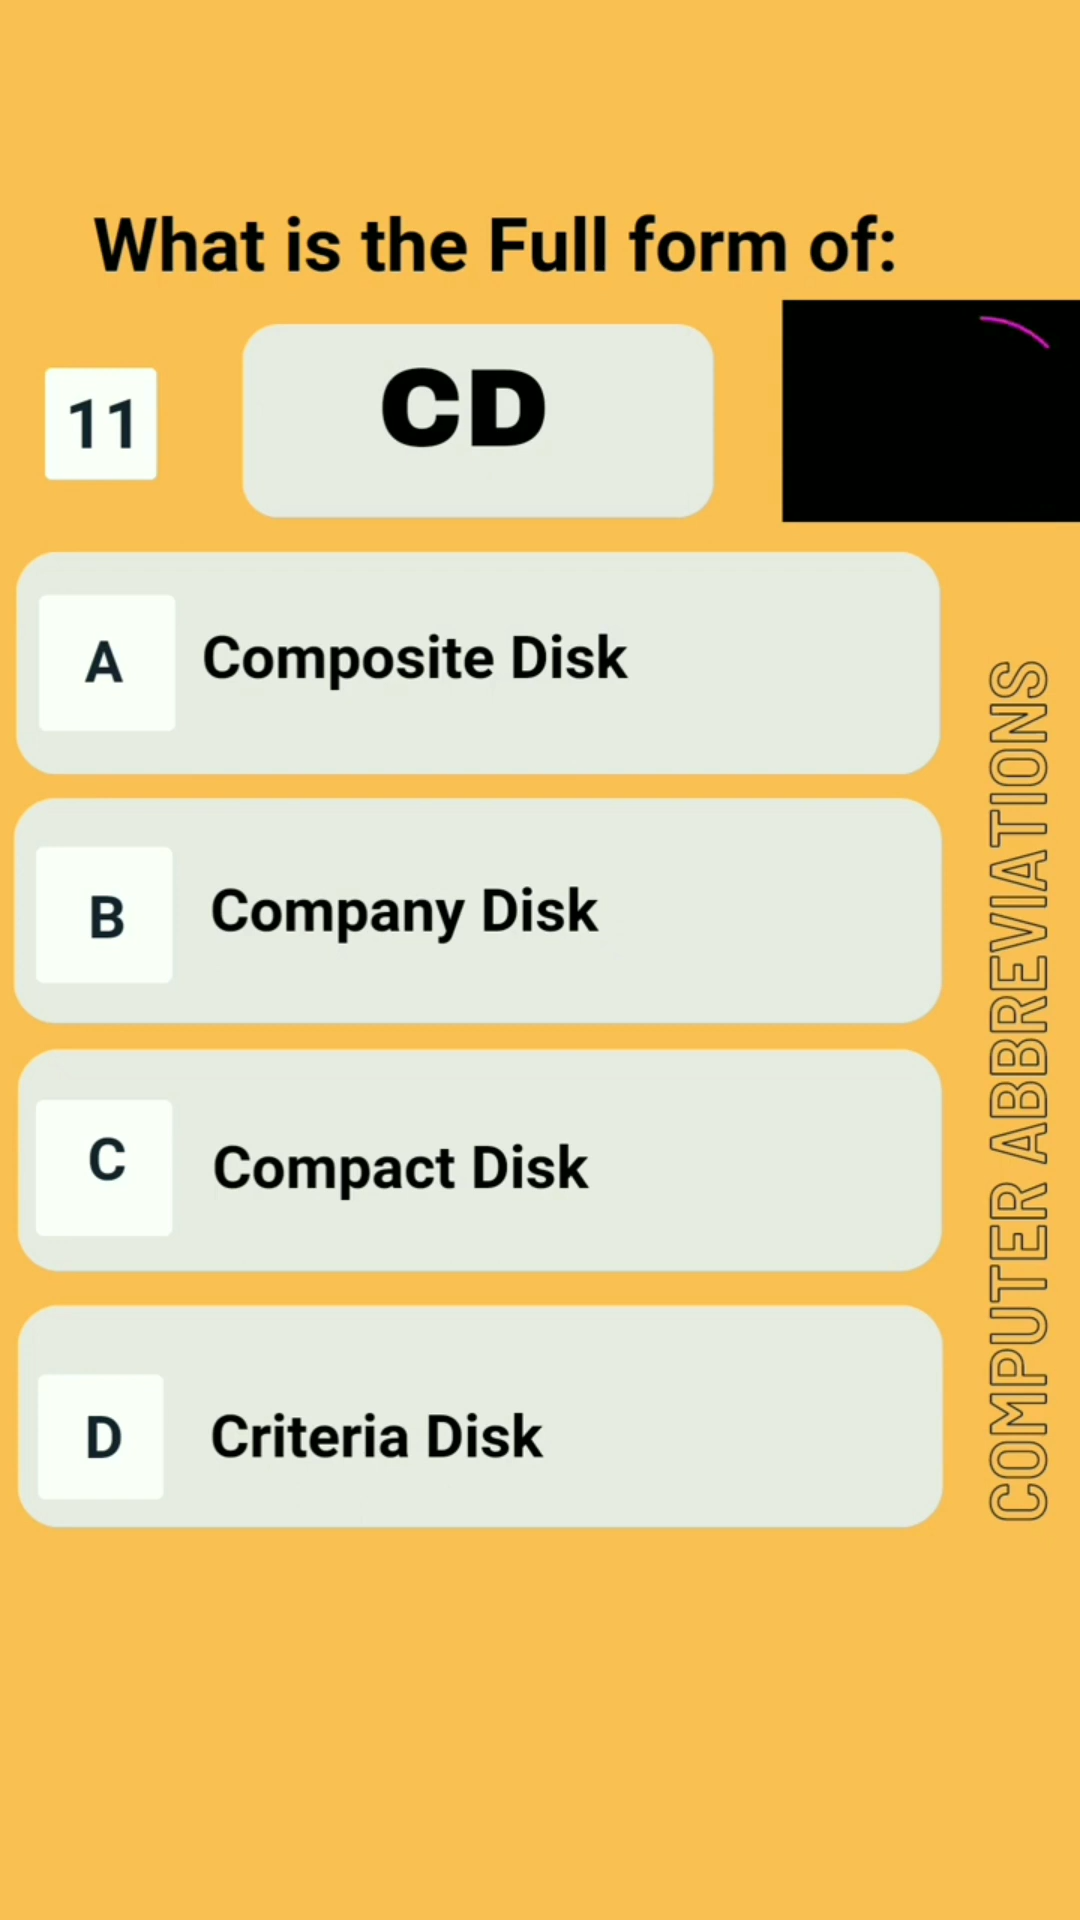 What is the Full form of:
11
CD
A
Composite Disk
B
Company Disk
C
Compact Disk
D
Criteria Disk
COMPUTER ABBREVIATIONS